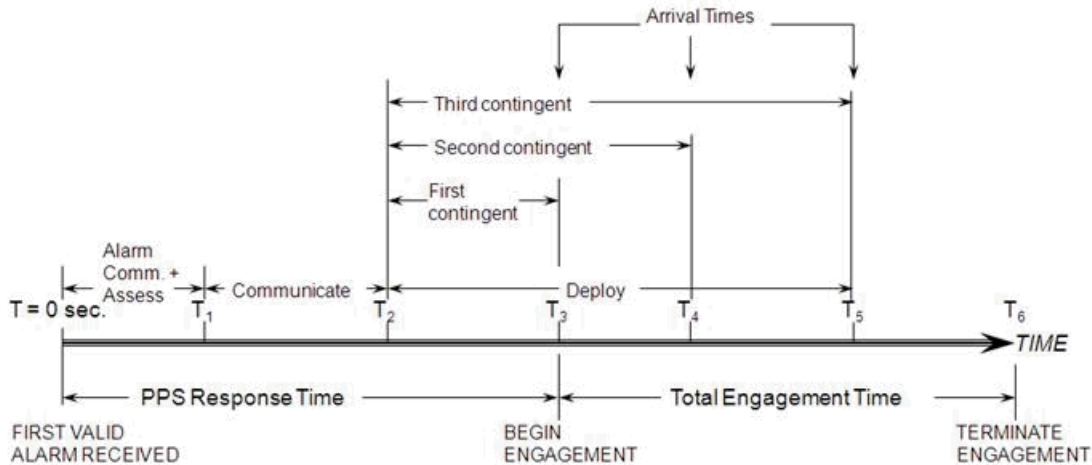 Arrival Times
Third contingent
Second contingent
First
contingent
Alarm
Comm. +
Assess
Communicate
Deploy
T = 0 sec.
T1
T2
T3
T4
T5
T6
TIME
PPS Response Time
Total Engagement Time
FIRST VALID
ALARM RECEIVED
BEGIN
ENGAGEMENT
TERMINATE
ENGAGEMENT